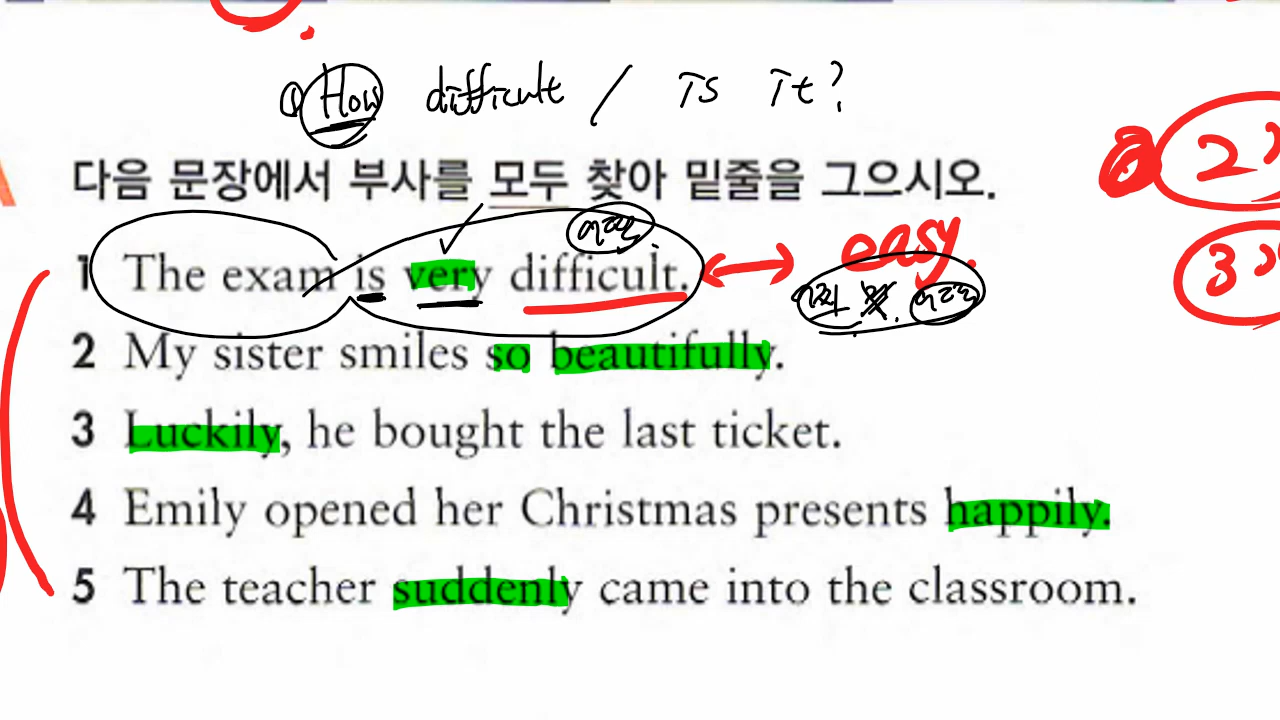 ① How difficult / is it?
다음 문장에서 부사를 모두 찾아 밑줄을 그으시오.
1 The exam is very difficult. ↔ easy.
2 My sister smiles so beautifully.
3 Luckily, he bought the last ticket.
4 Emily opened her Christmas presents happily.
5 The teacher suddenly came into the classroom.
2
3